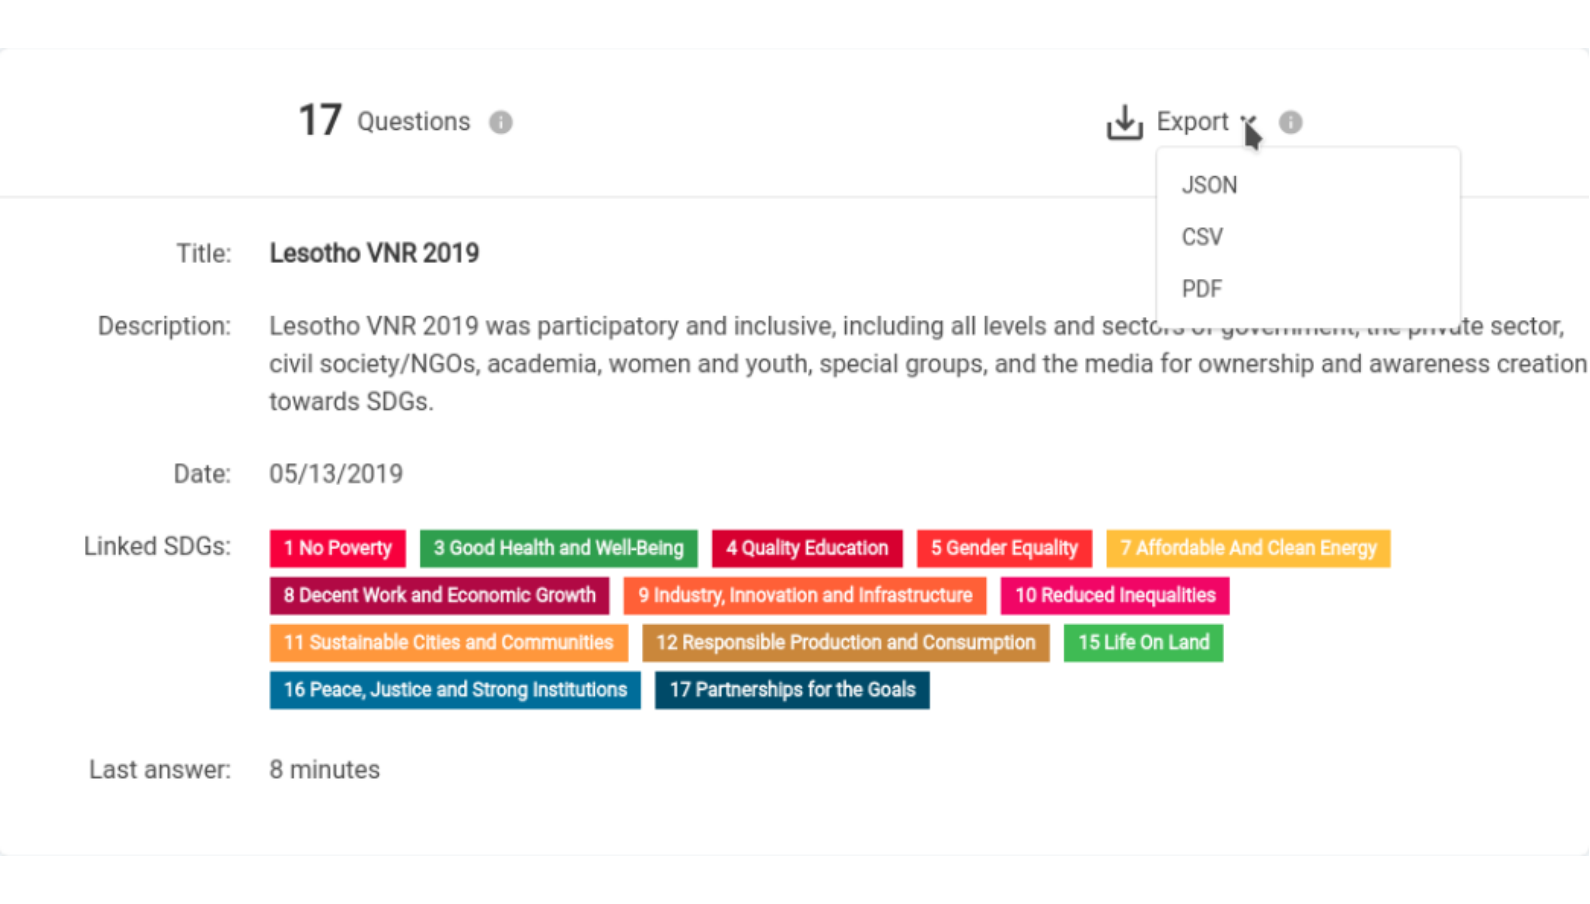 17 Questions
Export
JSON
CSV
PDF
Title: Lesotho VNR 2019
Description: Lesotho VNR 2019 was participatory and inclusive, including all levels and sectors of government, the private sector,
civil society/NGOs, academia, women and youth, special groups, and the media for ownership and awareness creation
towards SDGs.
Date: 05/13/2019
Linked SDGs: 1 No Poverty 3 Good Health and Well-Being 4 Quality Education 5 Gender Equality 7 Affordable And Clean Energy
8 Decent Work and Economic Growth 9 Industry, Innovation and Infrastructure 10 Reduced Inequalities
11 Sustainable Cities and Communities 12 Responsible Production and Consumption 15 Life On Land
16 Peace, Justice and Strong Institutions 17 Partnerships for the Goals
Last answer: 8 minutes